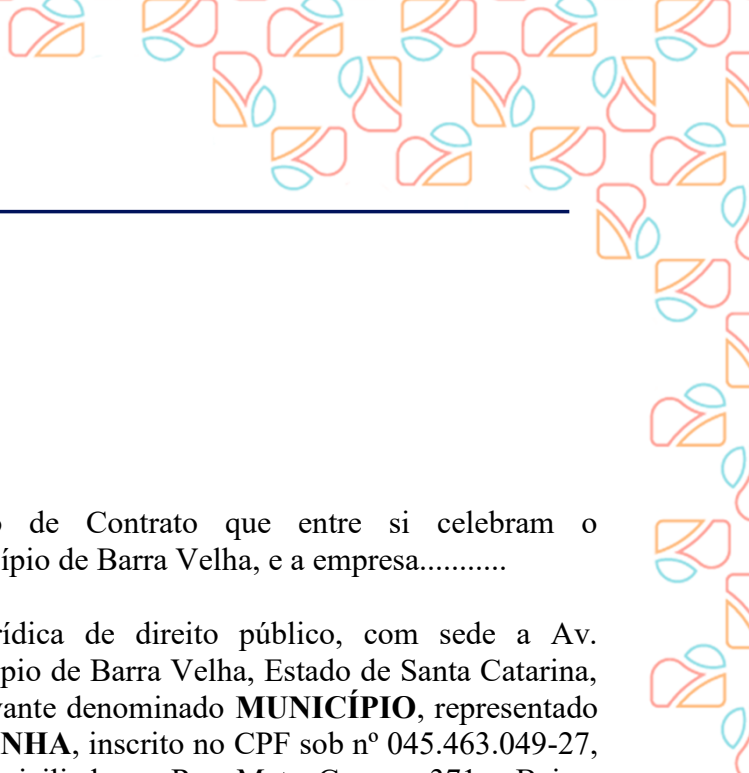 de Contrato que entre si celebram o
ípio de Barra Velha, e a empresa...........
rídica de direito público, com sede a Av.
pio de Barra Velha, Estado de Santa Catarina,
vante denominado MUNICÍPIO, representado
NHA, inscrito no CPF sob nº 045.463.049-27,